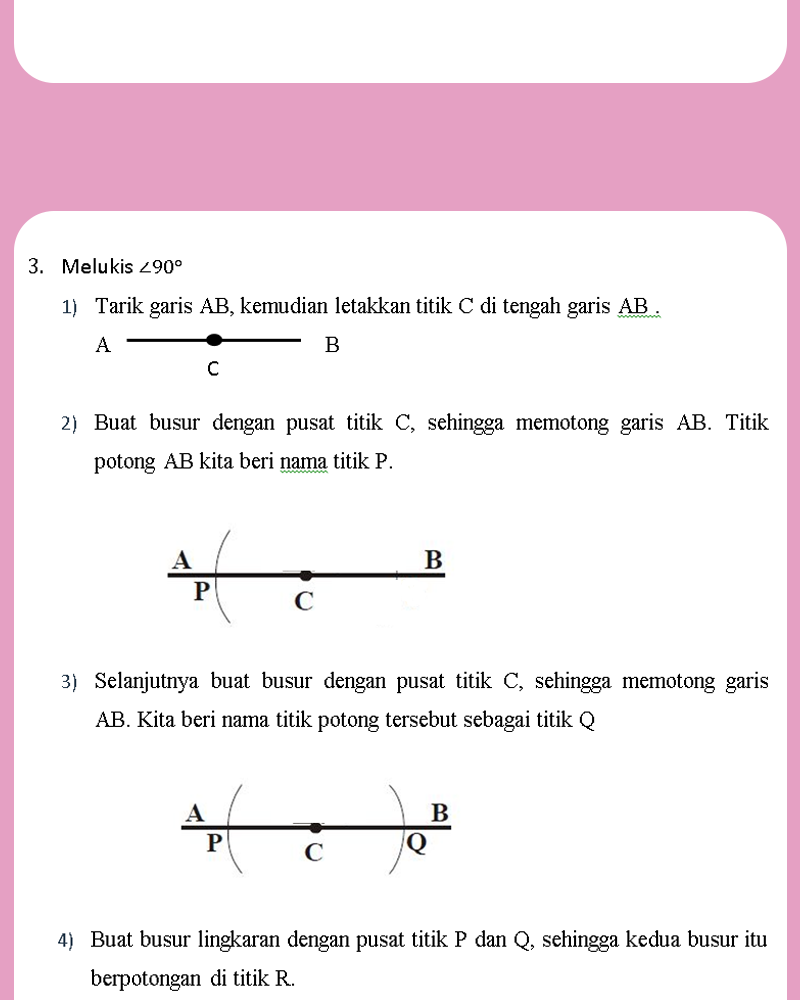 3. Melukis ∠90°
1) Tarik garis AB, kemudian letakkan titik C di tengah garis AB .
A B
C
2) Buat busur dengan pusat titik C, sehingga memotong garis AB. Titik
potong AB kita beri nama titik P.
A B
P C
3) Selanjutnya buat busur dengan pusat titik C, sehingga memotong garis
AB. Kita beri nama titik potong tersebut sebagai titik Q
A B
P C Q
4) Buat busur lingkaran dengan pusat titik P dan Q, sehingga kedua busur itu
berpotongan di titik R.